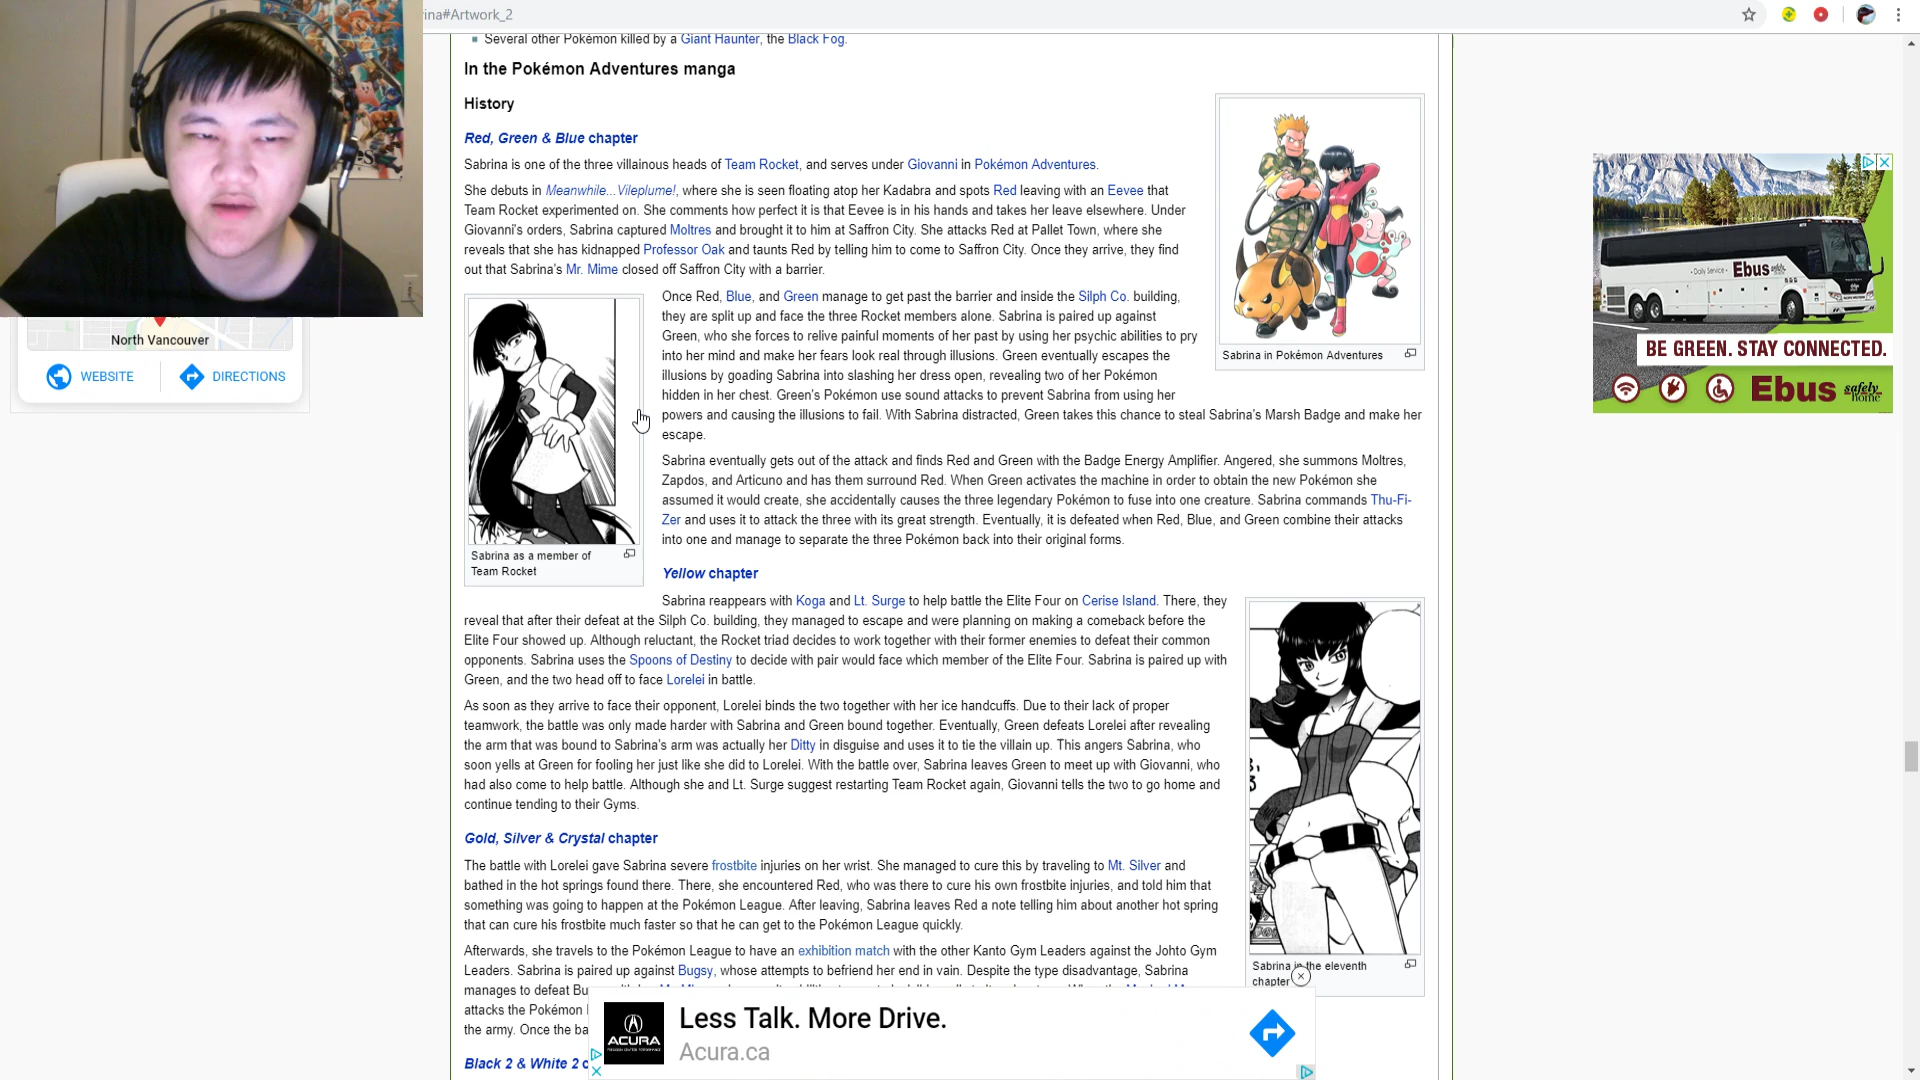 ina#Artwork_2
Several other Pokémon killed by a Giant Haunter, the Black Fog.
In the Pokémon Adventures manga
History
Red, Green & Blue chapter
Sabrina is one of the three villainous heads of Team Rocket, and serves under Giovanni in Pokémon Adventures.
She debuts in Meanwhile...Vileplume!, where she is seen floating atop her Kadabra and spots Red leaving with an Eevee that
Team Rocket experimented on. She comments how perfect it is that Eevee is in his hands and takes her leave elsewhere. Under
Giovanni's orders, Sabrina captured Moltres and brought it to him at Saffron City. She attacks Red at Pallet Town, where she
reveals that she has kidnapped Professor Oak and taunts Red by telling him to come to Saffron City. Once they arrive, they find
out that Sabrina's Mr. Mime closed off Saffron City with a barrier.
Sabrina in Pokémon Adventures
Once Red, Blue, and Green manage to get past the barrier and inside the Silph Co. building,
they are split up and face the three Rocket members alone. Sabrina is paired up against
Green, who she forces to relive painful moments of her past by using her psychic abilities to pry
into her mind and make her fears look real through illusions. Green eventually escapes the
illusions by goading Sabrina into slashing her dress open, revealing two of her Pokémon
hidden in her chest. Green's Pokémon use sound attacks to prevent Sabrina from using her
powers and causing the illusions to fail. With Sabrina distracted, Green takes this chance to steal Sabrina's Marsh Badge and make her
escape.
Sabrina eventually gets out of the attack and finds Red and Green with the Badge Energy Amplifier. Angered, she summons Moltres,
Zapdos, and Articuno and has them surround Red. When Green activates the machine in order to obtain the new Pokémon she
assumed it would create, she accidentally causes the three legendary Pokémon to fuse into one creature. Sabrina commands Thu-Fi-
Zer and uses it to attack the three with its great strength. Eventually, it is defeated when Red, Blue, and Green combine their attacks
into one and manage to separate the three Pokémon back into their original forms.
Sabrina as a member of
Team Rocket
Yellow chapter
Sabrina reappears with Koga and Lt. Surge to help battle the Elite Four on Cerise Island. There, they
reveal that after their defeat at the Silph Co. building, they managed to escape and were planning on making a comeback before the
Elite Four showed up. Although reluctant, the Rocket triad decides to work together with their former enemies to defeat their common
opponents. Sabrina uses the Spoons of Destiny to decide with pair would face which member of the Elite Four. Sabrina is paired up with
Green, and the two head off to face Lorelei in battle.
As soon as they arrive to face their opponent, Lorelei binds the two together with her ice handcuffs. Due to their lack of proper
teamwork, the battle was only made harder with Sabrina and Green bound together. Eventually, Green defeats Lorelei after revealing
the arm that was bound to Sabrina's arm was actually her Ditty in disguise and uses it to tie the villain up. This angers Sabrina, who
soon yells at Green for fooling her just like she did to Lorelei. With the battle over, Sabrina leaves Green to meet up with Giovanni, who
had also come to help battle. Although she and Lt. Surge suggest restarting Team Rocket again, Giovanni tells the two to go home and
continue tending to their Gyms.
Gold, Silver & Crystal chapter
The battle with Lorelei gave Sabrina severe frostbite injuries on her wrist. She managed to cure this by traveling to Mt. Silver and
bathed in the hot springs found there. There, she encountered Red, who was there to cure his own frostbite injuries, and told him that
something was going to happen at the Pokémon League. After leaving, Sabrina leaves Red a note telling him about another hot spring
that can cure his frostbite much faster so that he can get to the Pokémon League quickly.
Afterwards, she travels to the Pokémon League to have an exhibition match with the other Kanto Gym Leaders against the Johto Gym
Leaders. Sabrina is paired up against Bugsy, whose attempts to befriend her end in vain. Despite the type disadvantage, Sabrina
manages to defeat Bu
attacks the Pokémon
the army. Once the ba
Sabrina in the eleventh
chapter
Black 2 & White 2 c
ACURA
Less Talk. More Drive.
Acura.ca
North Vancouver
WEBSITE
DIRECTIONS
Daily Service
Ebus
BE GREEN. STAY CONNECTED.
Ebus safely home